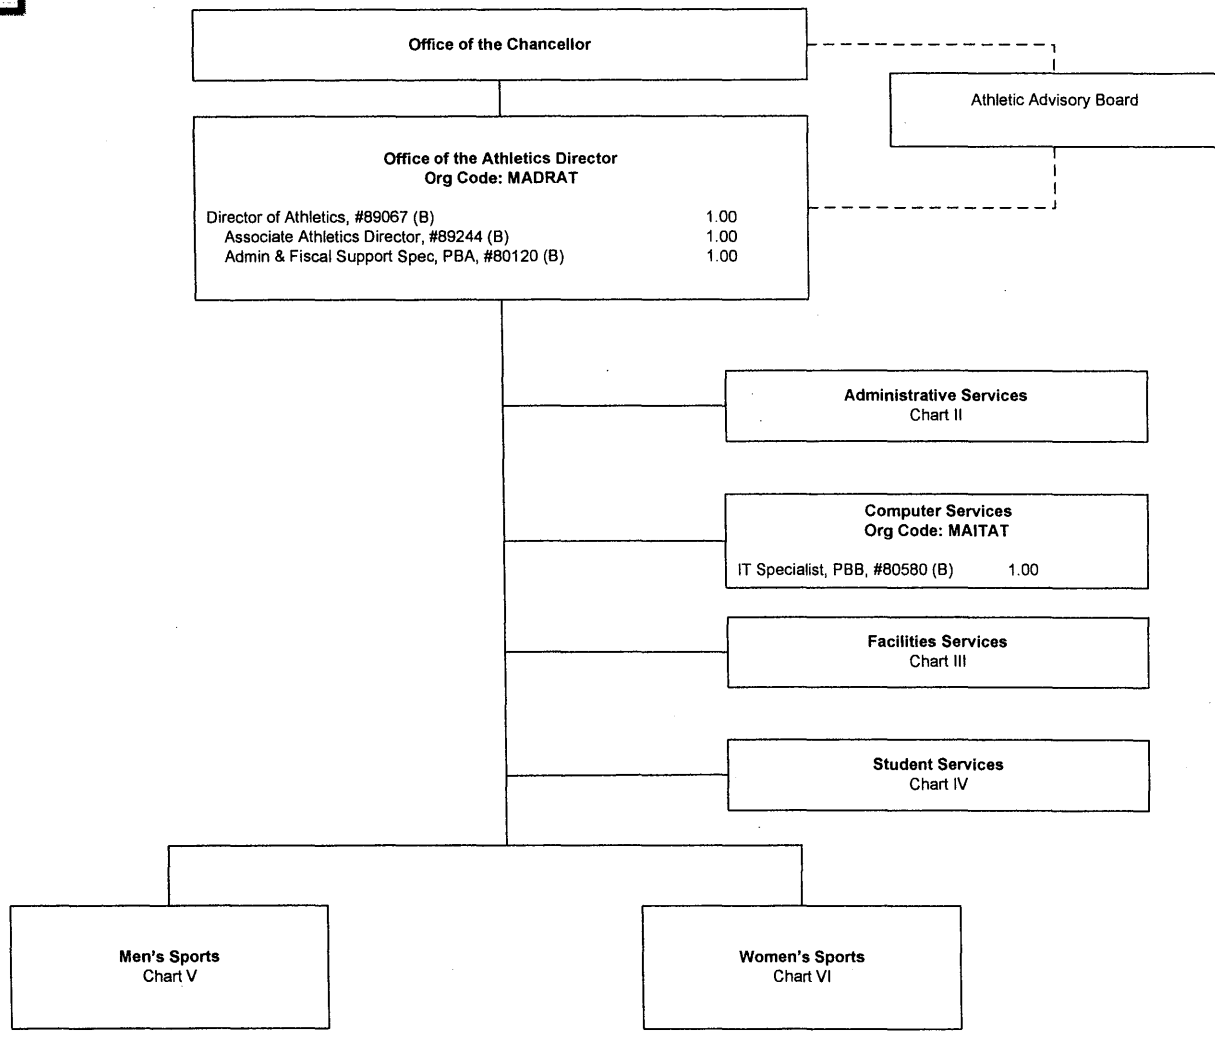 Office of the Chancellor
Athletic Advisory Board
Office of the Athletics Director
Org Code: MADRAT
Director of Athletics, #89067 (B) 1.00
Associate Athletics Director, #89244 (B) 1.00
Admin & Fiscal Support Spec, PBA, #80120 (B) 1.00
Administrative Services
Chart II
Computer Services
Org Code: MAITAT
IT Specialist, PBB, #80580 (B) 1.00
Facilities Services
Chart III
Student Services
Chart IV
Men's Sports
Chart V
Women's Sports
Chart VI